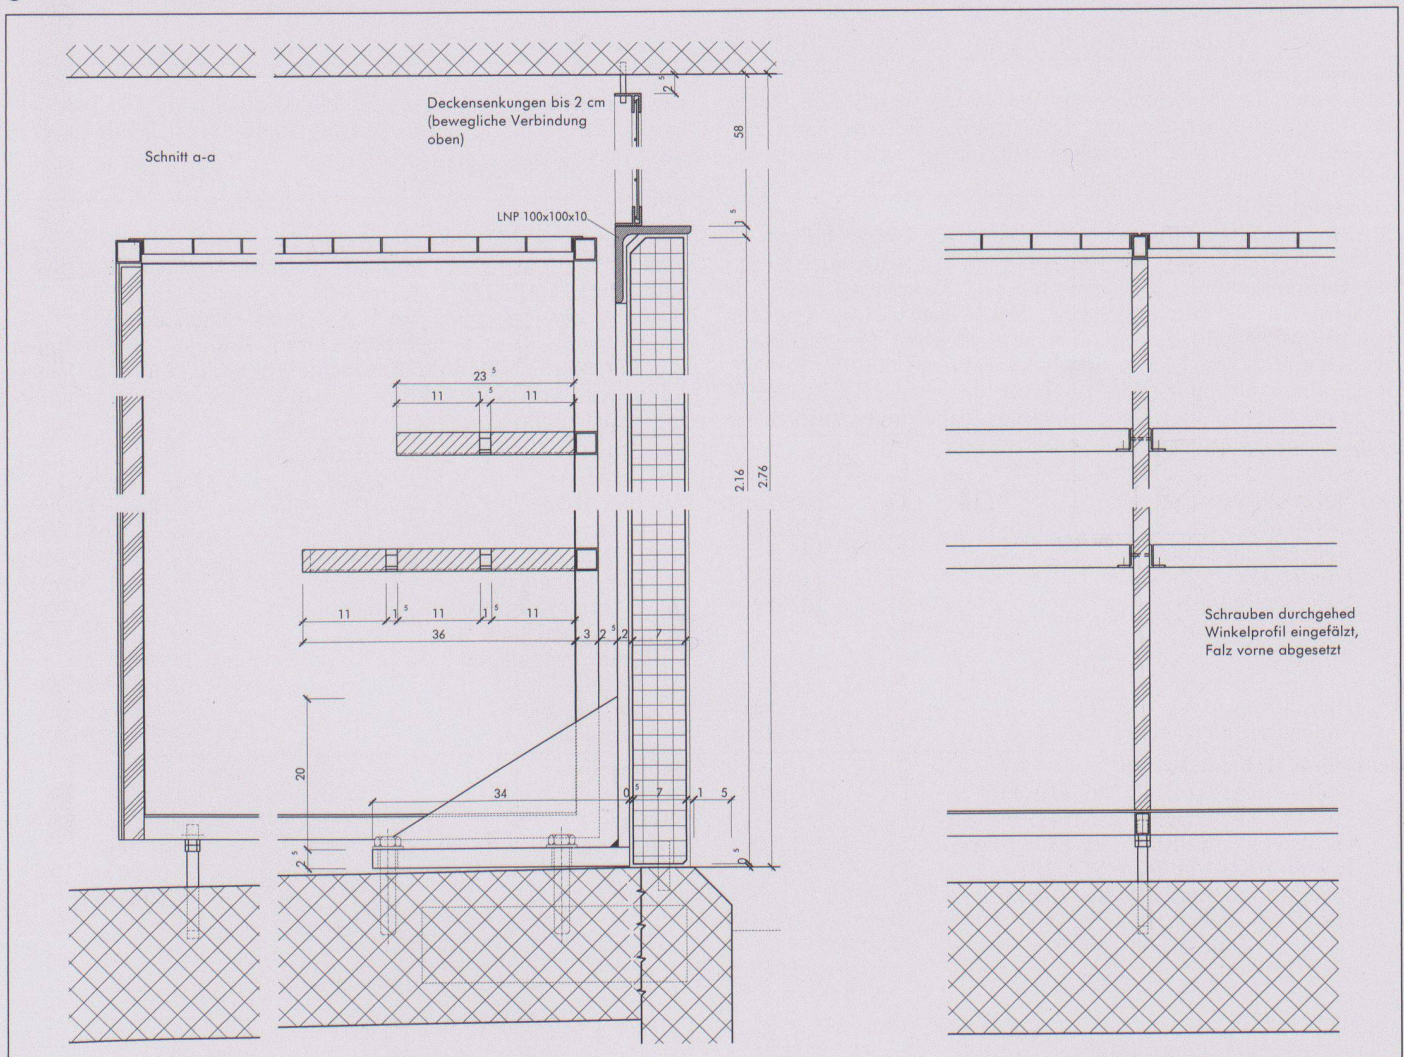 Deckensenkungen bis 2 cm
(bewegliche Verbindung
oben)
Schnitt a-a
2 5
58
LNP 100x100x10
1 5
23 5
11 1 5 11
2.16
2.76
11 1 5 11 1 5 11
36 3 2 5 2 7
Schrauben durchgehed
Winkelprofil eingefälzt,
Falz vorne abgesetzt
20
34 0 5 7 1 5
2 5
0 5